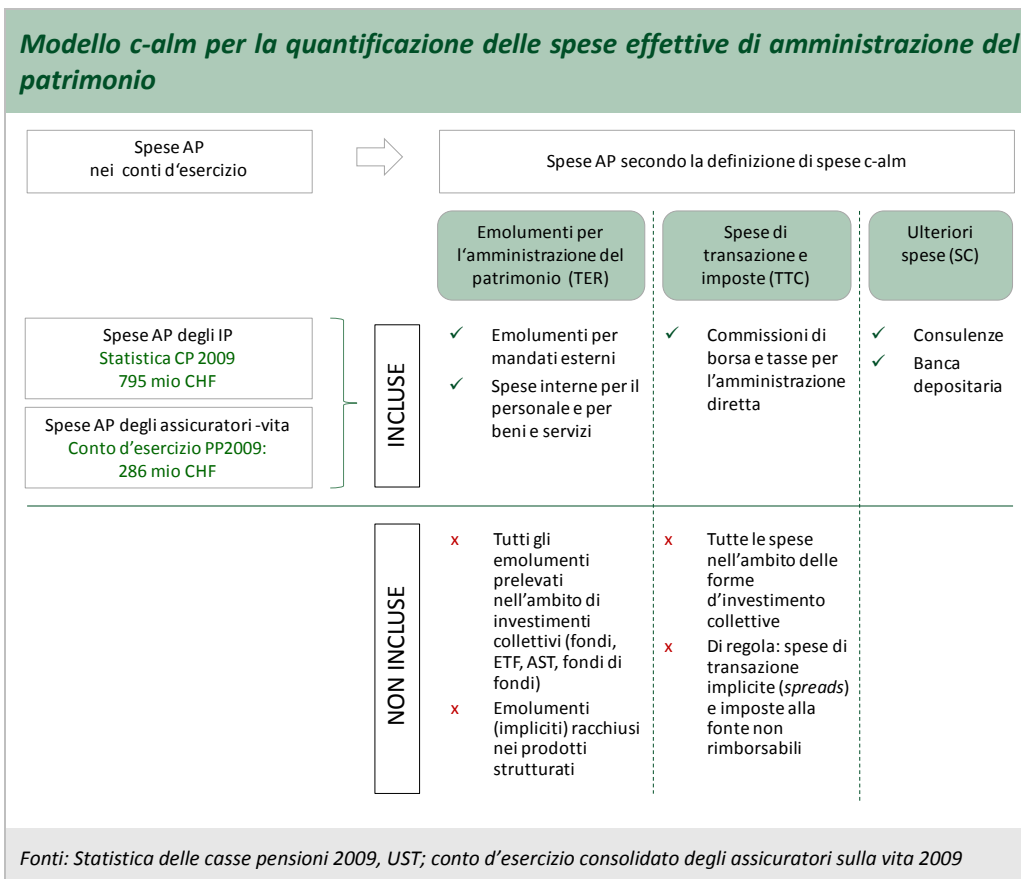 Modello c-alm per la quantificazione delle spese effettive di amministrazione del
patrimonio
Spese AP
nei conti d'esercizio
Spese AP secondo la definizione di spese c-alm
Emolumenti per
l'amministrazione del
patrimonio (TER)
Spese di
transazione e
imposte (TTC)
Ulteriori
spese (SC)
Spese AP degli IP
Statistica CP 2009
795 mio CHF
Spese AP degli assicuratori -vita
Conto d'esercizio PP2009:
286 mio CHF
INCLUSE
✓ Emolumenti per
mandati esterni
✓ Spese interne per il
personale e per
beni e servizi
✓ Commissioni di
borsa e tasse per
l'amministrazione
diretta
✓ Consulenze
✓ Banca
depositaria
NON INCLUSE
x Tutti gli
emolumenti
prelevati
nell'ambito di
investimenti
collettivi (fondi,
ETF, AST, fondi di
fondi)
x Emolumenti
(impliciti) racchiusi
nei prodotti
strutturati
x Tutte le spese
nell'ambito delle
forme
d'investimento
collettive
x Di regola: spese di
transazione
implicite (spreads)
e imposte alla
fonte non
rimborsabili
Fonti: Statistica delle casse pensioni 2009, UST; conto d'esercizio consolidato degli assicuratori sulla vita 2009